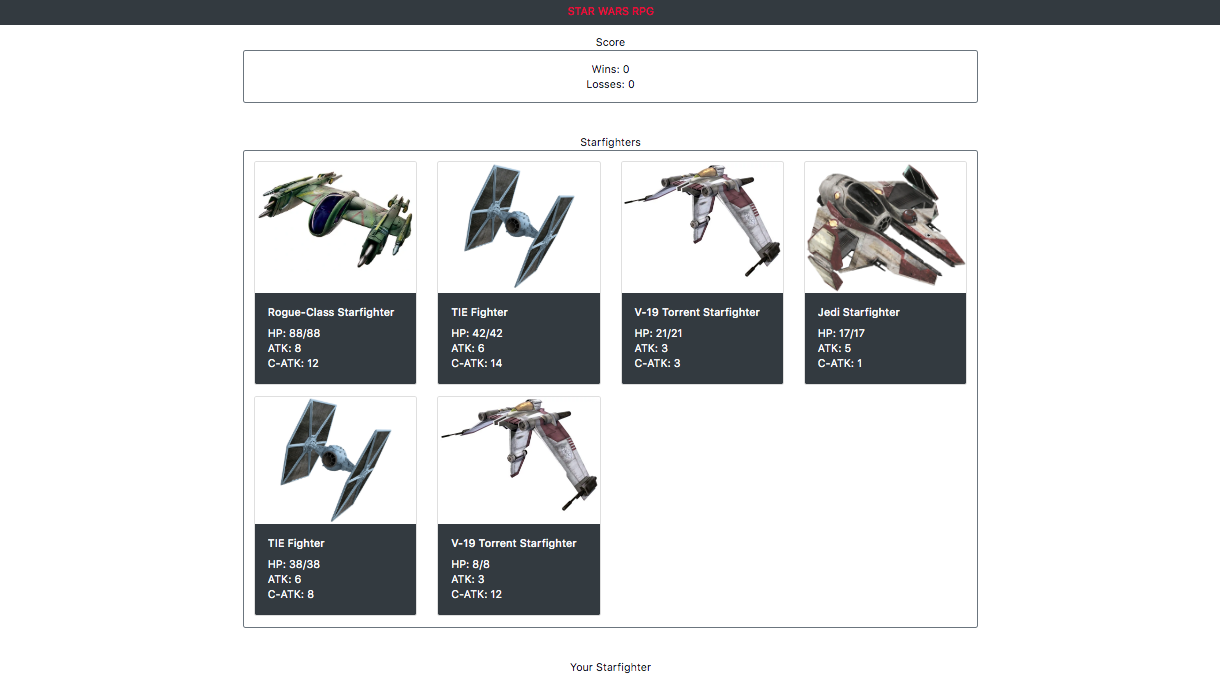 STAR WARS RPG
Score
Wins: 0
Losses: 0
Starfighters
Rogue-Class Starfighter
HP: 88/88
ATK: 8
C-ATK: 12
TIE Fighter
HP: 42/42
ATK: 6
C-ATK: 14
V-19 Torrent Starfighter
HP: 21/21
ATK: 3
C-ATK: 3
Jedi Starfighter
HP: 17/17
ATK: 5
C-ATK: 1
TIE Fighter
HP: 38/38
ATK: 6
C-ATK: 8
V-19 Torrent Starfighter
HP: 8/8
ATK: 3
C-ATK: 12
Your Starfighter